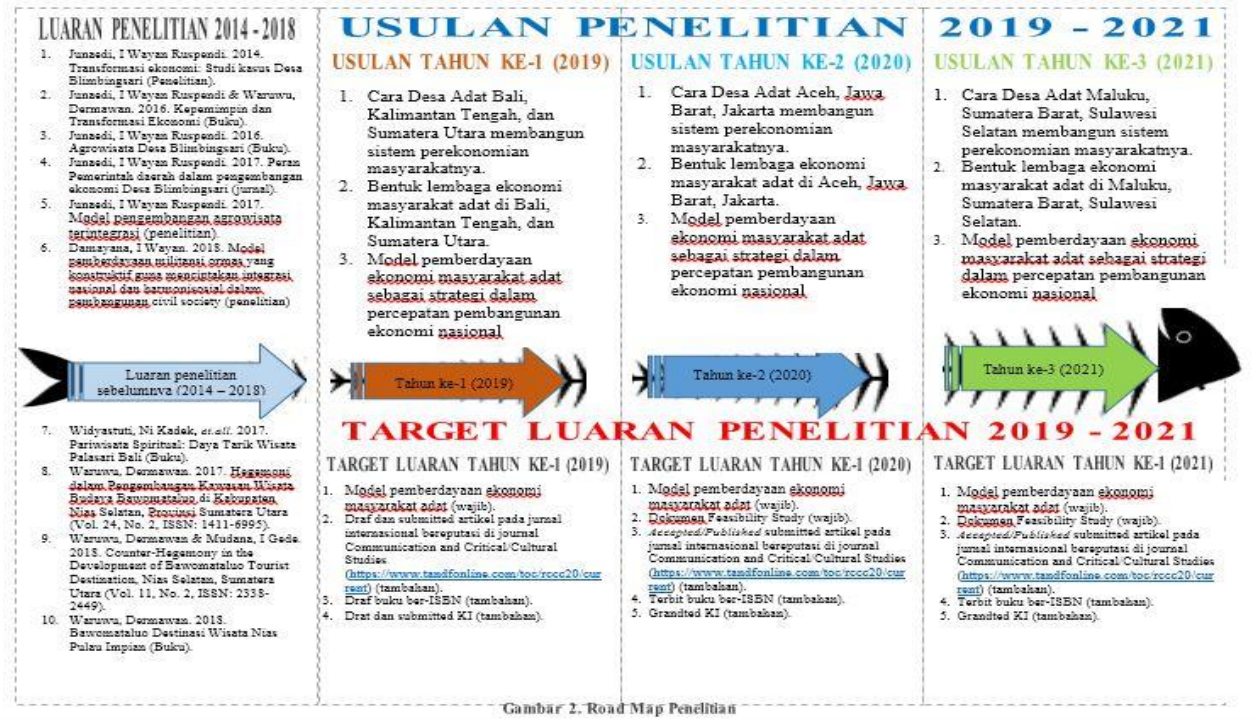 LUARAN PENELITIAN 2014 - 2018
1. Junaedi, I Wayan Ruspendi. 2014.
Transformasi ekonomi: Studi kasus Desa
Blimbingsari (Penelitian).
2. Junaedi, I Wayan Ruspendi & Waruwu,
Dermawan. 2016. Kepemimpin dan
Transformasi Ekonomi (Buku).
3. Junaedi, I Wayan Ruspendi. 2016.
Agrowisata Desa Blimbingsari (Buku).
4. Junaedi, I Wayan Ruspendi. 2017. Peran
Pemerintah daerah dalam pengembangan
ekonomi Desa Blimbingsari (jurnal).
5. Junaedi, I Wayan Ruspendi. 2017.
Model pengembangan agrowisata
terintegrasi (penelitian).
6. Damayana, I Wayan. 2018. Model
pemberdayaan militansi ormas yang
konstruktif guna menciptakan integrasi
nasional dan harmonisosial dalam
pembangunan civil society (penelitian)
Luaran penelitian
sebelumnya (2014 – 2018)
7. Widyastuti, Ni Kadek, et.all. 2017.
Pariwisata Spiritual: Daya Tarik Wisata
Palasari Bali (Buku).
8. Waruwu, Dermawan. 2017. Hegemoni
dalam Pengembangan Kawasan Wisata
Budaya Bawomataluo di Kabupaten
Nias Selatan, Provinsi Sumatera Utara
(Vol. 24, No. 2, ISSN: 1411-6995).
9. Waruwu, Dermawan & Mudana, I Gede.
2018. Counter-Hegemony in the
Development of Bawomataluo Tourist
Destination, Nias Selatan, Sumatera
Utara (Vol. 11, No. 2, ISSN: 2338-
2449).
10. Waruwu, Dermawan. 2018.
Bawomataluo Destinasi Wisata Nias
Pulau Impian (Buku).
USULAN PENELITIAN 2019 - 2021
USULAN TAHUN KE-1 (2019)
1. Cara Desa Adat Bali,
Kalimantan Tengah, dan
Sumatera Utara membangun
sistem perekonomian
masyarakatnya.
2. Bentuk lembaga ekonomi
masyarakat adat di Bali,
Kalimantan Tengah, dan
Sumatera Utara.
3. Model pemberdayaan
ekonomi masyarakat adat
sebagai strategi dalam
percepatan pembangunan
ekonomi nasional
USULAN TAHUN KE-2 (2020)
1. Cara Desa Adat Aceh, Jawa
Barat, Jakarta membangun
sistem perekonomian
masyarakatnya.
2. Bentuk lembaga ekonomi
masyarakat adat di Aceh, Jawa
Barat, Jakarta.
3. Model pemberdayaan
ekonomi masyarakat adat
sebagai strategi dalam
percepatan pembangunan
ekonomi nasional
USULAN TAHUN KE-3 (2021)
1. Cara Desa Adat Maluku,
Sumatera Barat, Sulawesi
Selatan membangun sistem
perekonomian masyarakatnya.
2. Bentuk lembaga ekonomi
masyarakat adat di Maluku,
Sumatera Barat, Sulawesi
Selatan.
3. Model pemberdayaan ekonomi
masyarakat adat sebagai strategi
dalam percepatan pembangunan
ekonomi nasional
Tahun ke-1 (2019)
Tahun ke-2 (2020)
Tahun ke-3 (2021)
TARGET LUARAN PENELITIAN 2019 - 2021
TARGET LUARAN TAHUN KE-1 (2019)
1. Model pemberdayaan ekonomi
masyarakat adat (wajib).
2. Draf dan submitted artikel pada jurnal
internasional bereputasi di journal
Communication and Critical/Cultural
Studies
(https://www.tandfonline.com/toc/rccc20/cur
rent) (tambahan).
3. Draf buku ber-ISBN (tambahan).
4. Drat dan submitted KI (tambahan).
TARGET LUARAN TAHUN KE-1 (2020)
1. Model pemberdayaan ekonomi
masyarakat adat (wajib).
2. Dokumen Feasibility Study (wajib).
3. Accepted/Published submitted artikel pada
jurnal internasional bereputasi di journal
Communication and Critical/Cultural Studies
(https://www.tandfonline.com/toc/rccc20/cur
rent) (tambahan).
4. Terbit buku ber-ISBN (tambahan).
5. Grandted KI (tambahan).
TARGET LUARAN TAHUN KE-1 (2021)
1. Model pemberdayaan ekonomi
masyarakat adat (wajib).
2. Dokumen Feasibility Study (wajib).
3. Accepted/Published submitted artikel pada
jurnal internasional bereputasi di journal
Communication and Critical/Cultural Studies
(https://www.tandfonline.com/toc/rccc20/cur
rent) (tambahan).
4. Terbit buku ber-ISBN (tambahan).
5. Grandted KI (tambahan).
Gambar 2. Road Map Penelitian